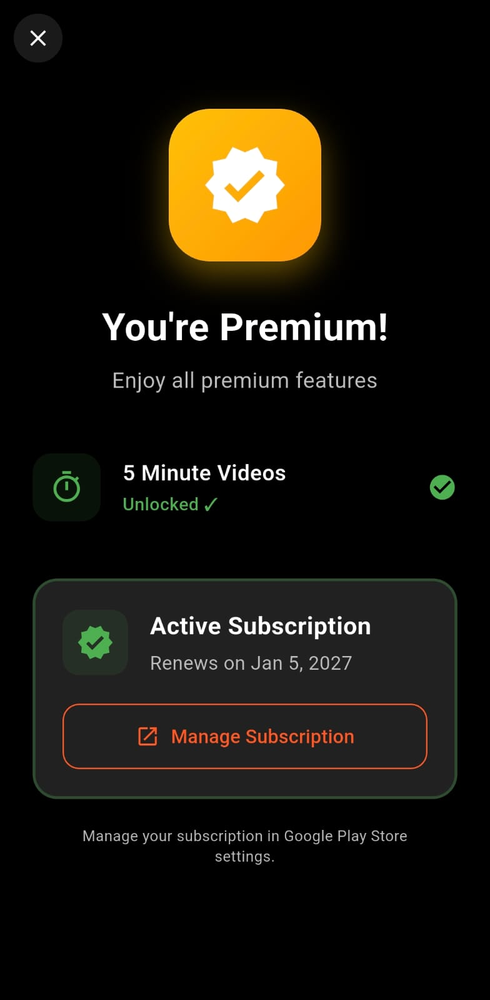 You're Premium!
Enjoy all premium features
5 Minute Videos
Unlocked ✓
Active Subscription
Renews on Jan 5, 2027
Manage Subscription
Manage your subscription in Google Play Store
settings.